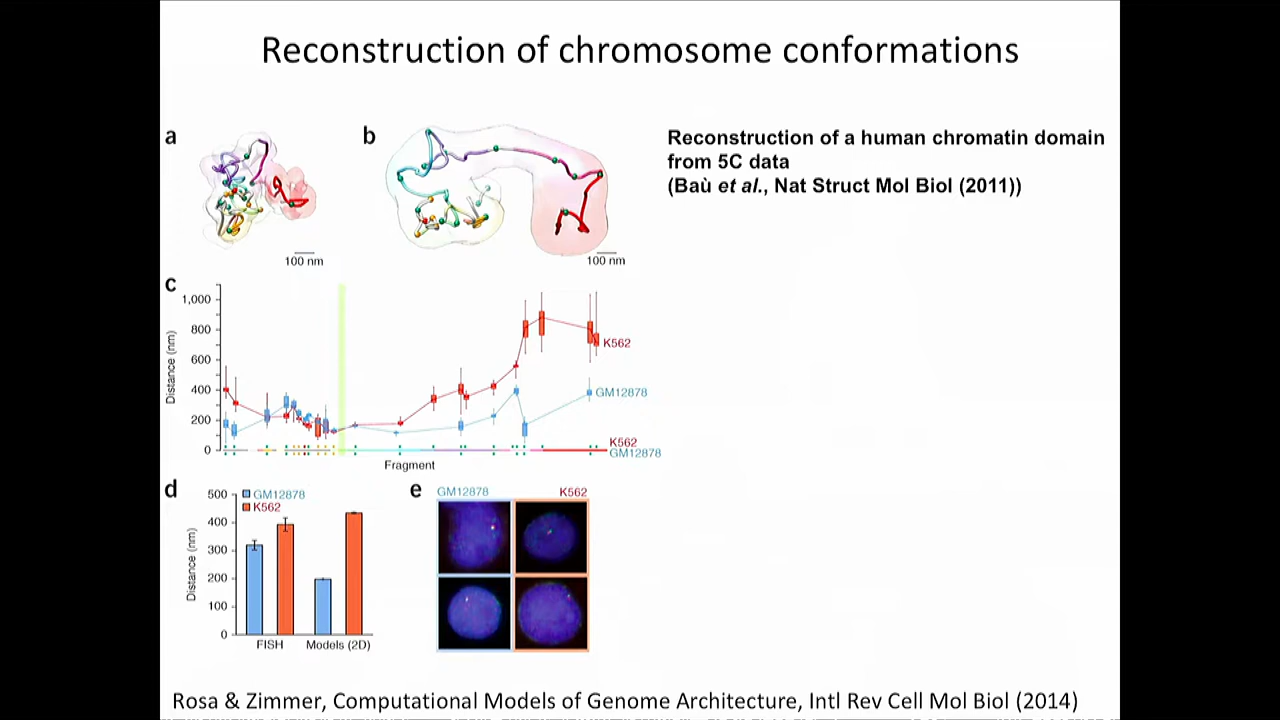 Reconstruction of chromosome conformations
a
b
100 nm
100 nm
Reconstruction of a human chromatin domain
from 5C data
(Baù et al., Nat Struct Mol Biol (2011))
c
Distance (nm)
1,000
800
600
400
200
0
K562
GM12878
K562
GM12878
Fragment
d
Distance (nm)
500
400
300
200
100
0
GM12878
K562
FISH
Models (2D)
e
GM12878
K562
Rosa & Zimmer, Computational Models of Genome Architecture, Intl Rev Cell Mol Biol (2014)